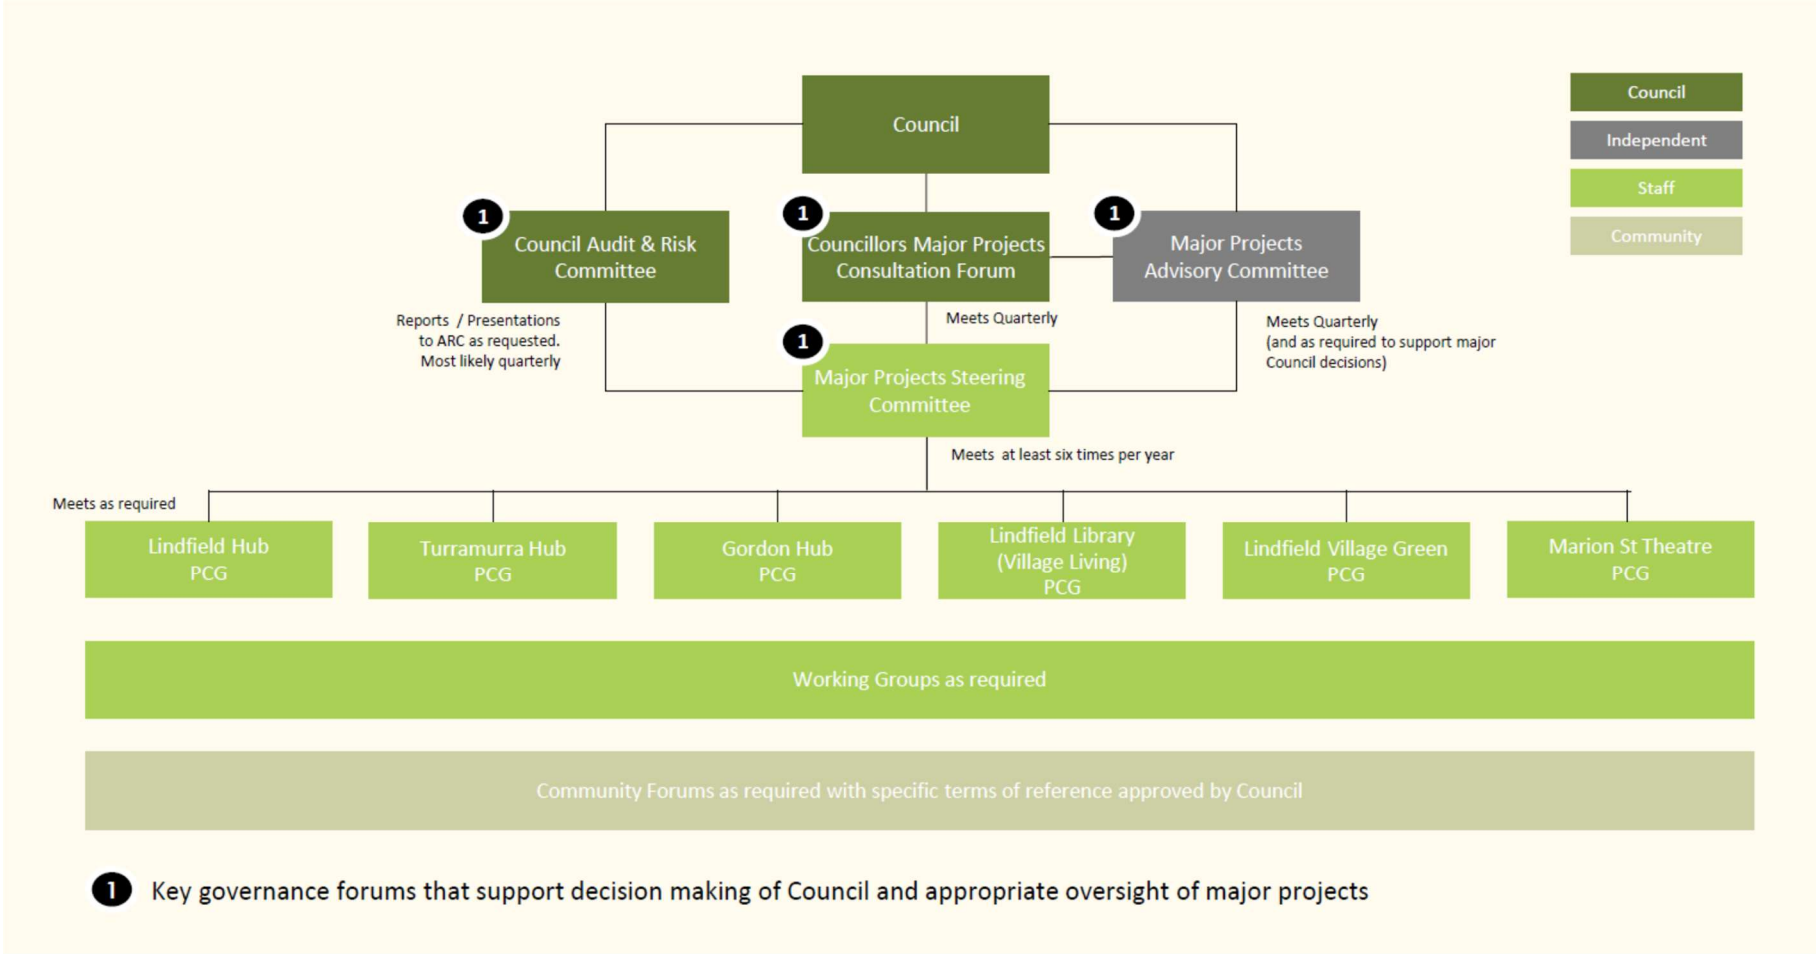 Council
Council
Independent
Staff
Community
1
Council Audit & Risk
Committee
1
Councillors Major Projects
Consultation Forum
1
Major Projects
Advisory Committee
Reports / Presentations
to ARC as requested.
Most likely quarterly
Meets Quarterly
Meets Quarterly
(and as required to support major
Council decisions)
1
Major Projects Steering
Committee
Meets at least six times per year
Meets as required
Lindfield Hub
PCG
Turramurra Hub
PCG
Gordon Hub
PCG
Lindfield Library
(Village Living)
PCG
Lindfield Village Green
PCG
Marion St Theatre
PCG
Working Groups as required
Community Forums as required with specific terms of reference approved by Council
1 Key governance forums that support decision making of Council and appropriate oversight of major projects